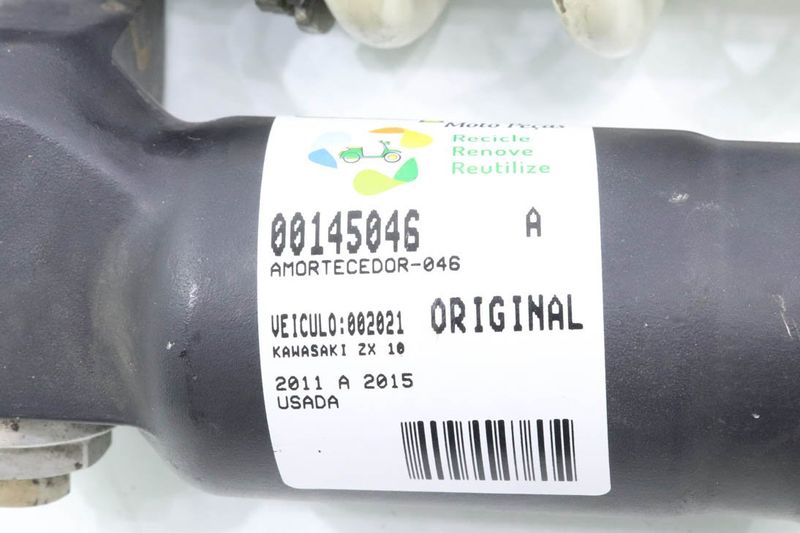 Moto Peças
Recicle
Renove
Reutilize
00145046 A
AMORTECEDOR-046
VEICULO:002021 ORIGINAL
KAWASAKI ZX 10
2011 A 2015
USADA